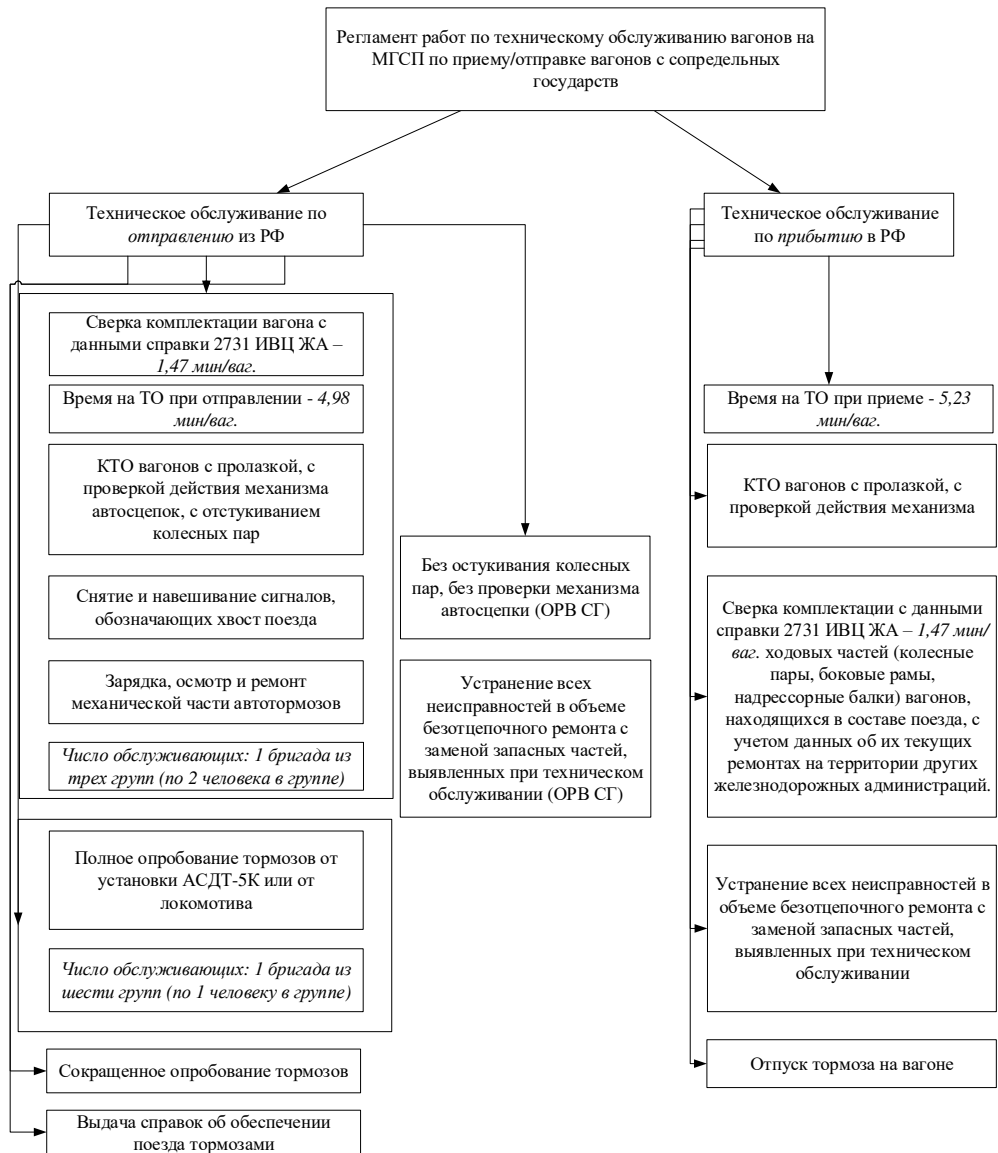 Регламент работ по техническому обслуживанию вагонов на
МГСП по приему/отправке вагонов с сопредельных
государств
Техническое обслуживание по
отправлению из РФ
Техническое обслуживание
по прибытию в РФ
Сверка комплектации вагона с
данными справки 2731 ИВЦ ЖА –
1,47 мин/ваг.
Время на ТО при отправлении - 4,98
мин/ваг.
КТО вагонов с пролазкой, с
проверкой действия механизма
автосцепок, с отстукиванием
колесных пар
Снятие и навешивание сигналов,
обозначающих хвост поезда
Зарядка, осмотр и ремонт
механической части автотормозов
Число обслуживающих: 1 бригада из
трех групп (по 2 человека в группе)
Полное опробование тормозов от
установки АСДТ-5К или от
локомотива
Число обслуживающих: 1 бригада из
шести групп (по 1 человеку в группе)
Сокращенное опробование тормозов
Выдача справок об обеспечении
поезда тормозами
Без остукивания колесных
пар, без проверки механизма
автосцепки (ОРВ СГ)
Устранение всех
неисправностей в объеме
безотцепочного ремонта с
заменой запасных частей,
выявленных при техническом
обслуживании (ОРВ СГ)
Время на ТО при приеме - 5,23
мин/ваг.
КТО вагонов с пролазкой, с
проверкой действия механизма
Сверка комплектации с данными
справки 2731 ИВЦ ЖА – 1,47 мин/
ваг. ходовых частей (колесные
пары, боковые рамы,
надрессорные балки) вагонов,
находящихся в составе поезда, с
учетом данных об их текущих
ремонтах на территории других
железнодорожных администраций.
Устранение всех неисправностей в
объеме безотцепочного ремонта с
заменой запасных частей,
выявленных при техническом
обслуживании
Отпуск тормоза на вагоне